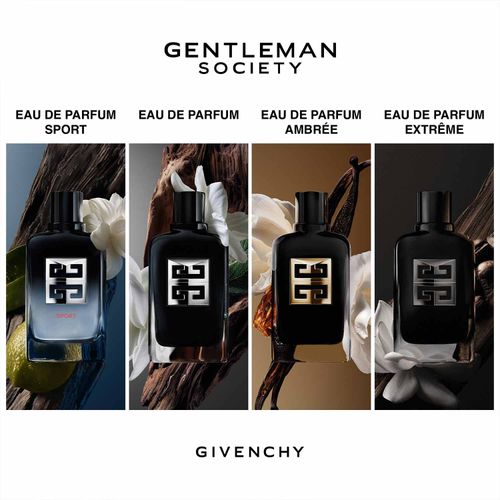 GENTLEMAN
SOCIETY
EAU DE PARFUM
SPORT
EAU DE PARFUM
EAU DE PARFUM
AMBRÉE
EAU DE PARFUM
EXTRÊME
SPORT
GIVENCHY